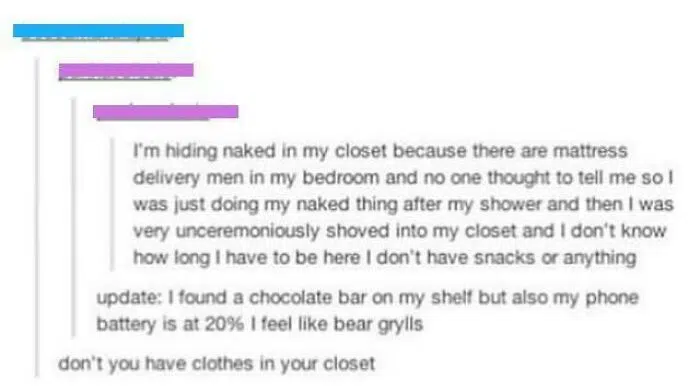 I'm hiding naked in my closet because there are mattress
delivery men in my bedroom and no one thought to tell me so I
was just doing my naked thing after my shower and then I was
very unceremoniously shoved into my closet and I don't know
how long I have to be here I don't have snacks or anything
update: I found a chocolate bar on my shelf but also my phone
battery is at 20% I feel like bear grylls
don't you have clothes in your closet